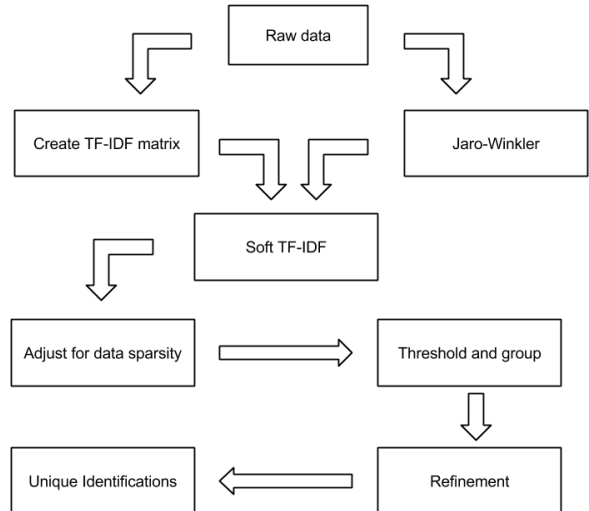 Raw data
Create TF-IDF matrix
Jaro-Winkler
Soft TF-IDF
Adjust for data sparsity
Threshold and group
Unique Identifications
Refinement